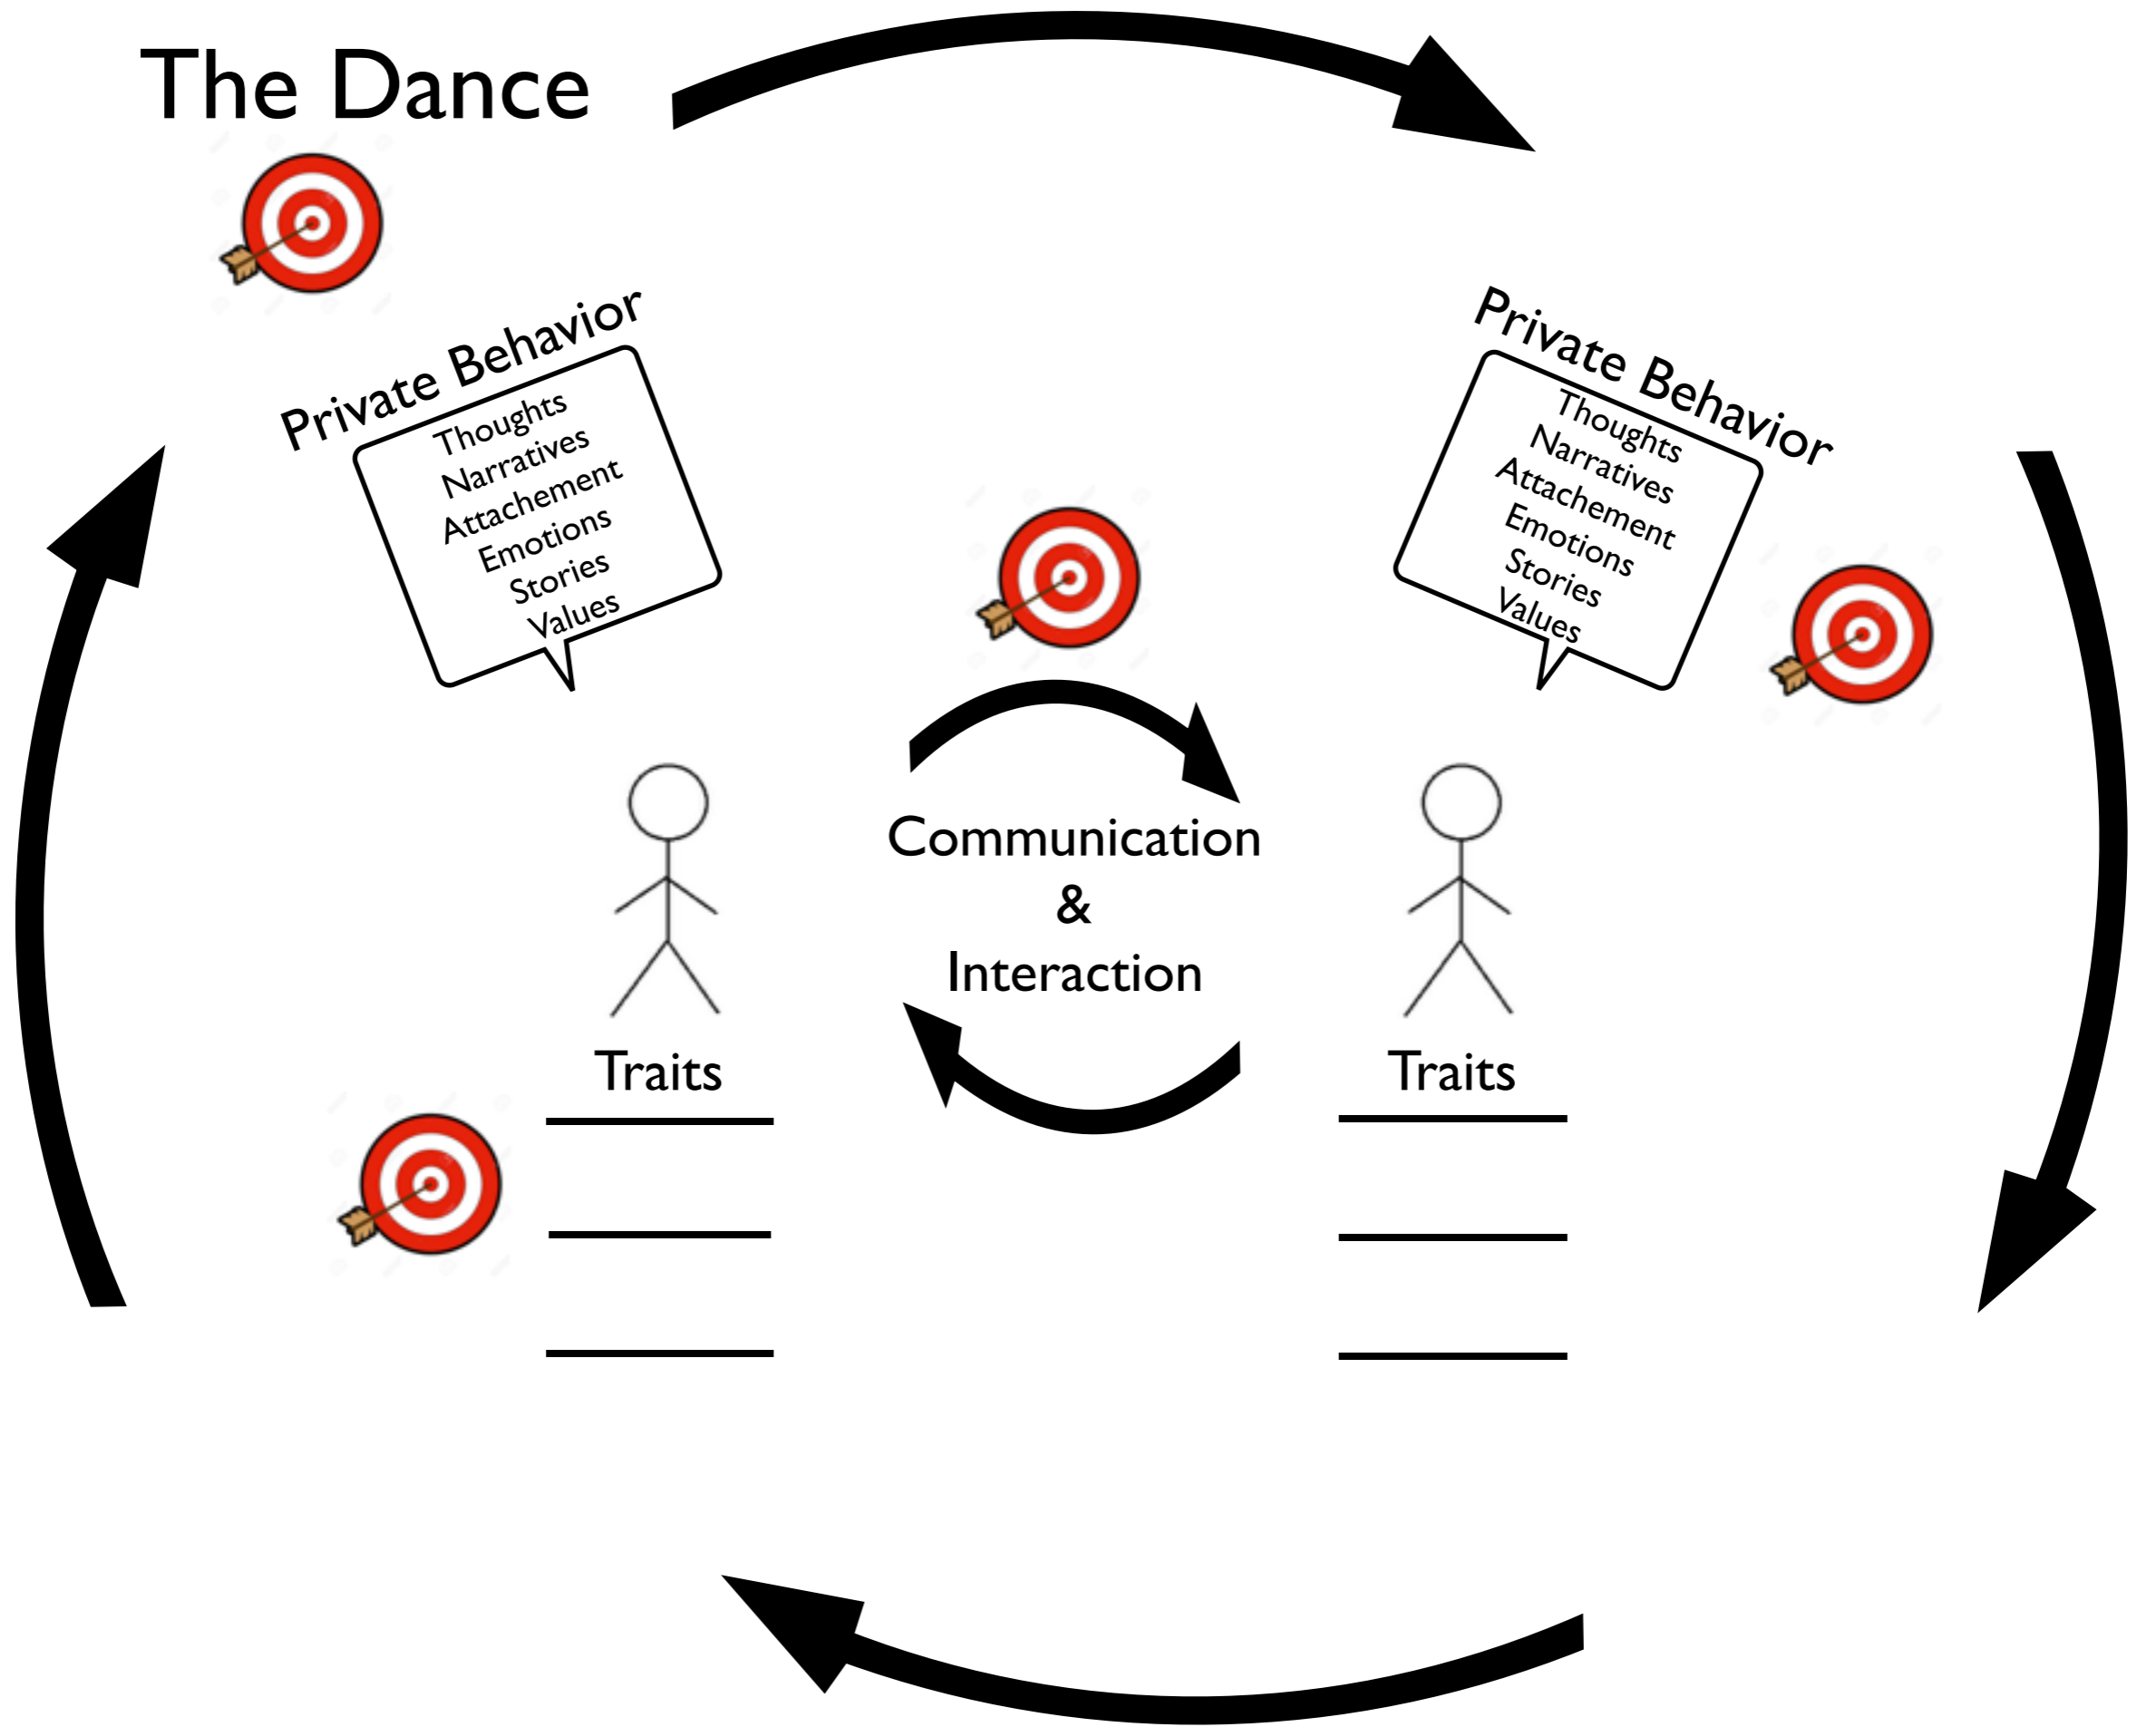 The Dance
Private Behavior
Thoughts
Narratives
Attachement
Emotions
Stories
Values
Private Behavior
Thoughts
Narratives
Attachement
Emotions
Stories
Values
Communication
&
Interaction
Traits
Traits